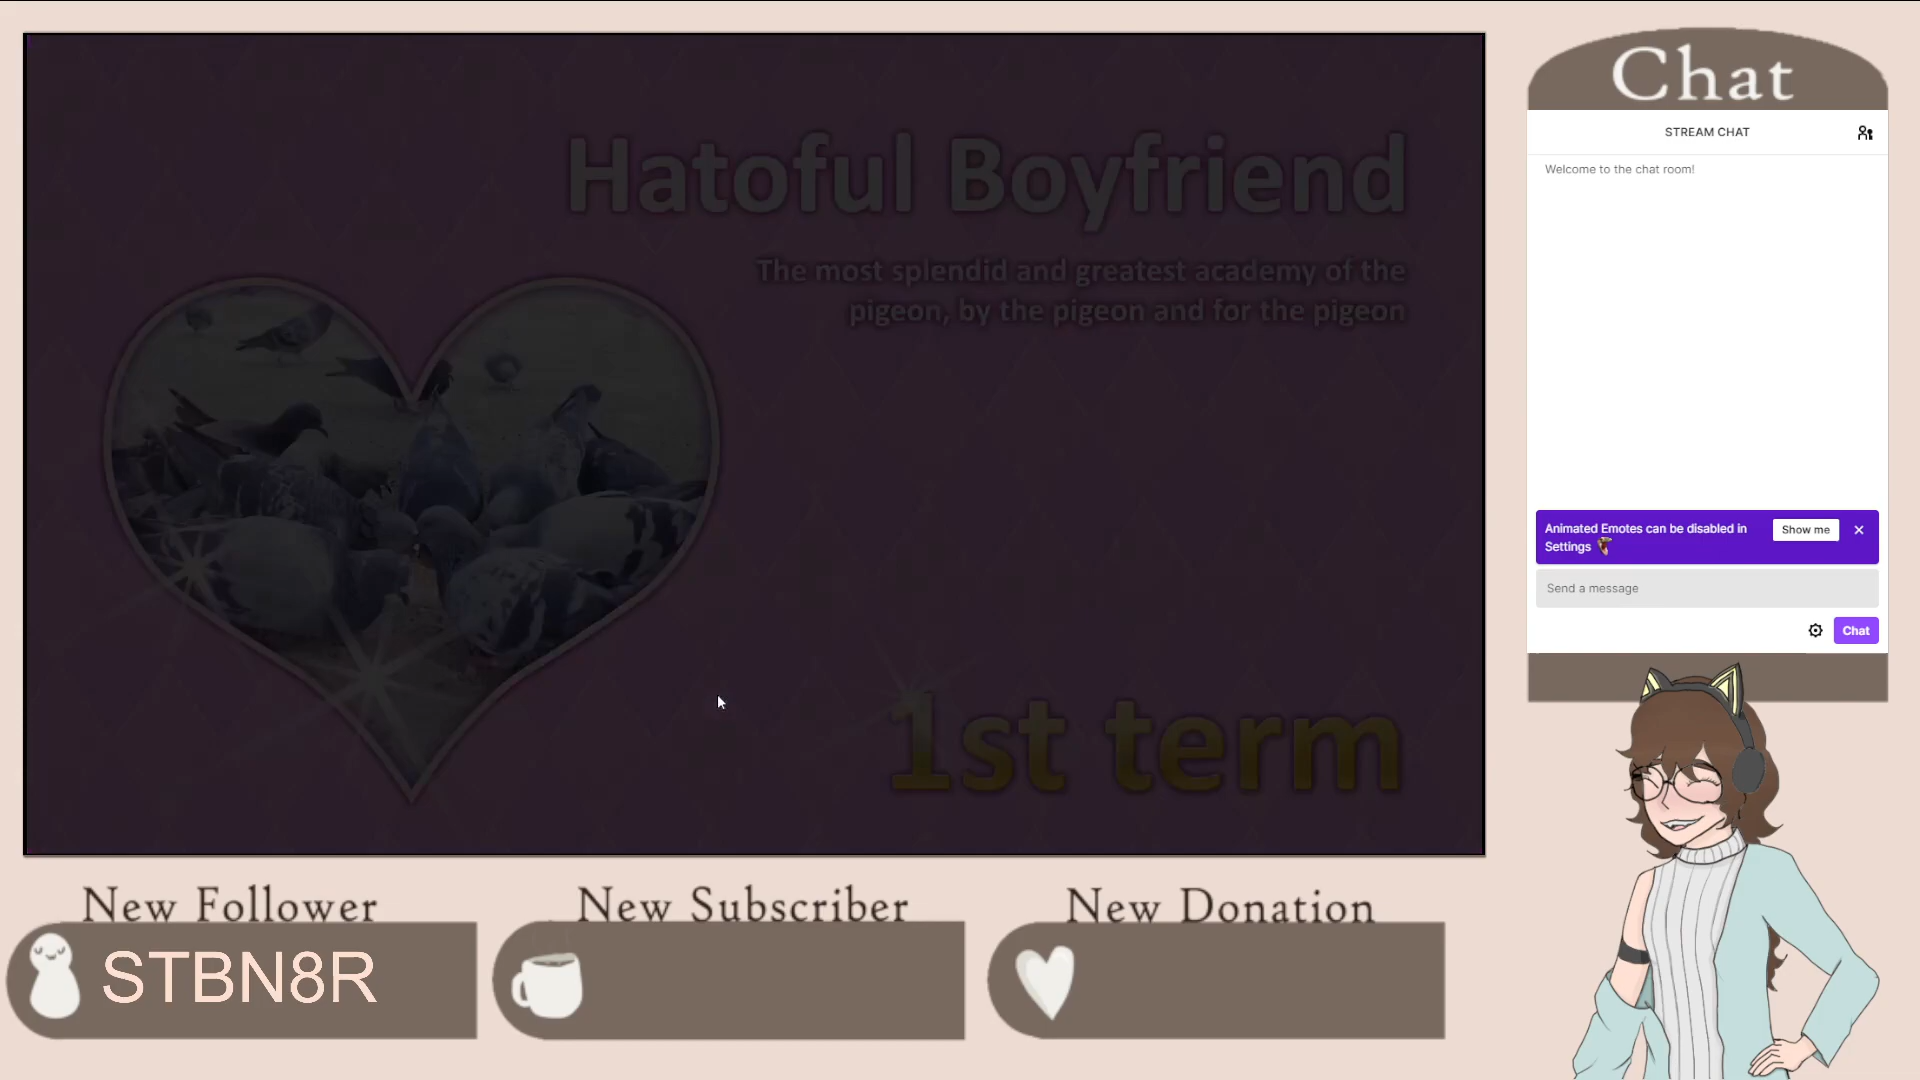 Hatoful Boyfriend
The most splendid and greatest academy of the
pigeon, by the pigeon and for the pigeon
1st term
Chat
STREAM CHAT
Welcome to the chat room!
Animated Emotes can be disabled in
Settings
Show me
Send a message
Chat
New Follower
STBN8R
New Subscriber
New Donation